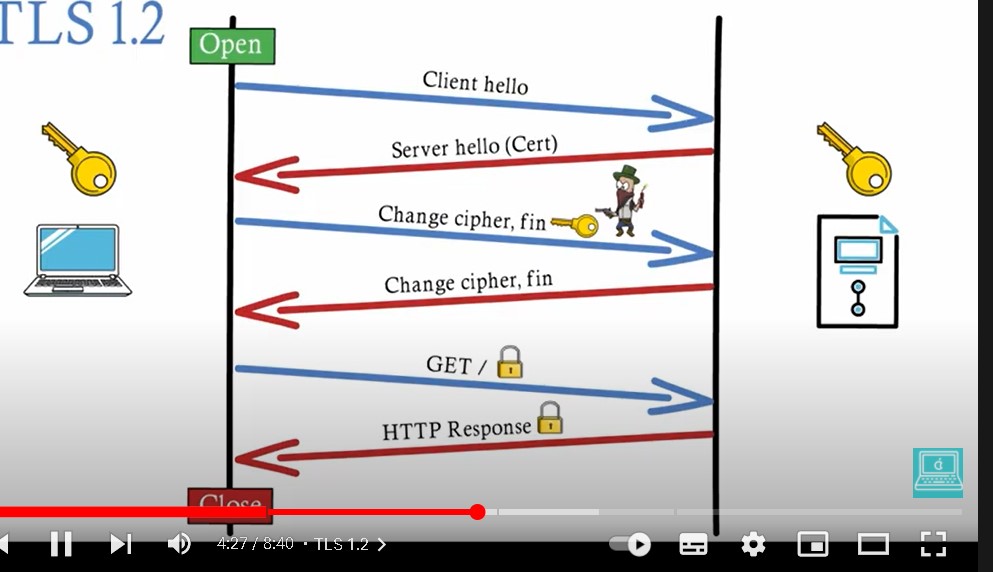 TLS 1.2
Open
Client hello
Server hello (Cert)
Change cipher, fin
Change cipher, fin
GET /
HTTP Response
Close
4:27 / 8:40 • TLS 1.2